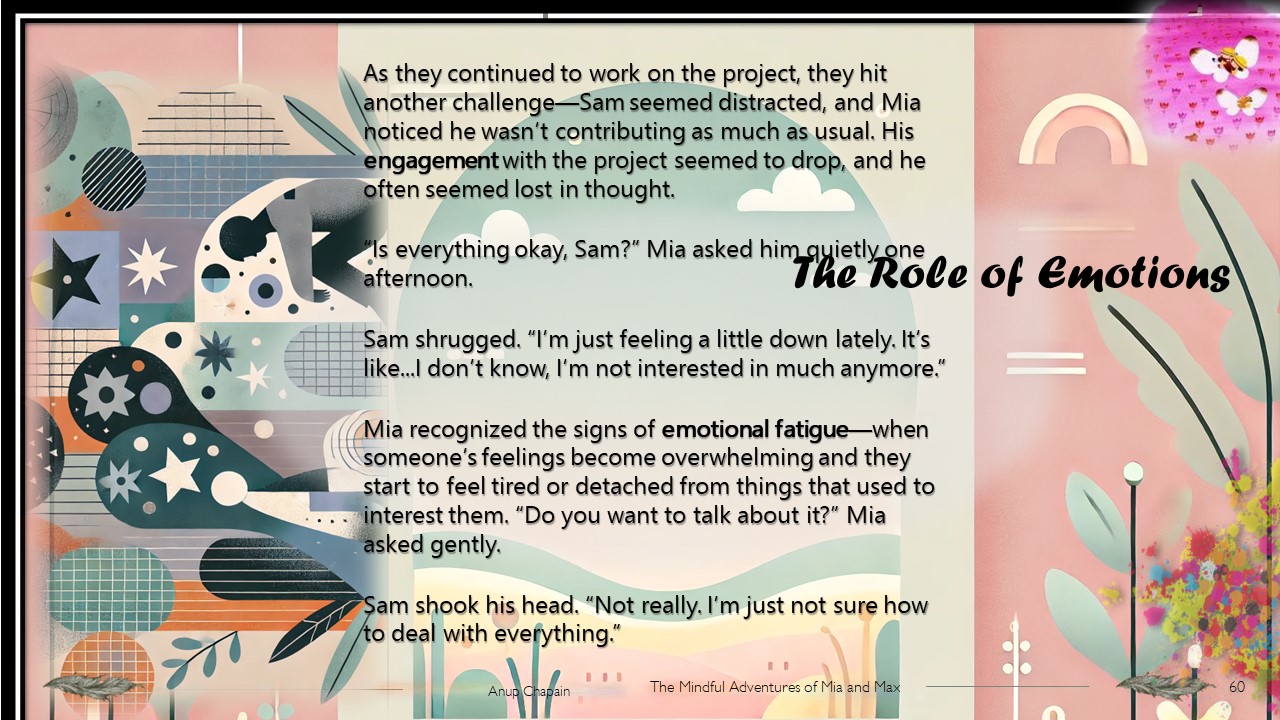 As they continued to work on the project, they hit
another challenge—Sam seemed distracted, and Mia
noticed he wasn’t contributing as much as usual. His
engagement with the project seemed to drop, and he
often seemed lost in thought.
“Is everything okay, Sam?” Mia asked him quietly one
afternoon.
The Role of Emotions
Sam shrugged. “I’m just feeling a little down lately. It’s
like...I don’t know, I’m not interested in much anymore.”
Mia recognized the signs of emotional fatigue—when
someone’s feelings become overwhelming and they
start to feel tired or detached from things that used to
interest them. “Do you want to talk about it?” Mia
asked gently.
Sam shook his head. “Not really. I’m just not sure how
to deal with everything.”
Anup Chapain
The Mindful Adventures of Mia and Max
60